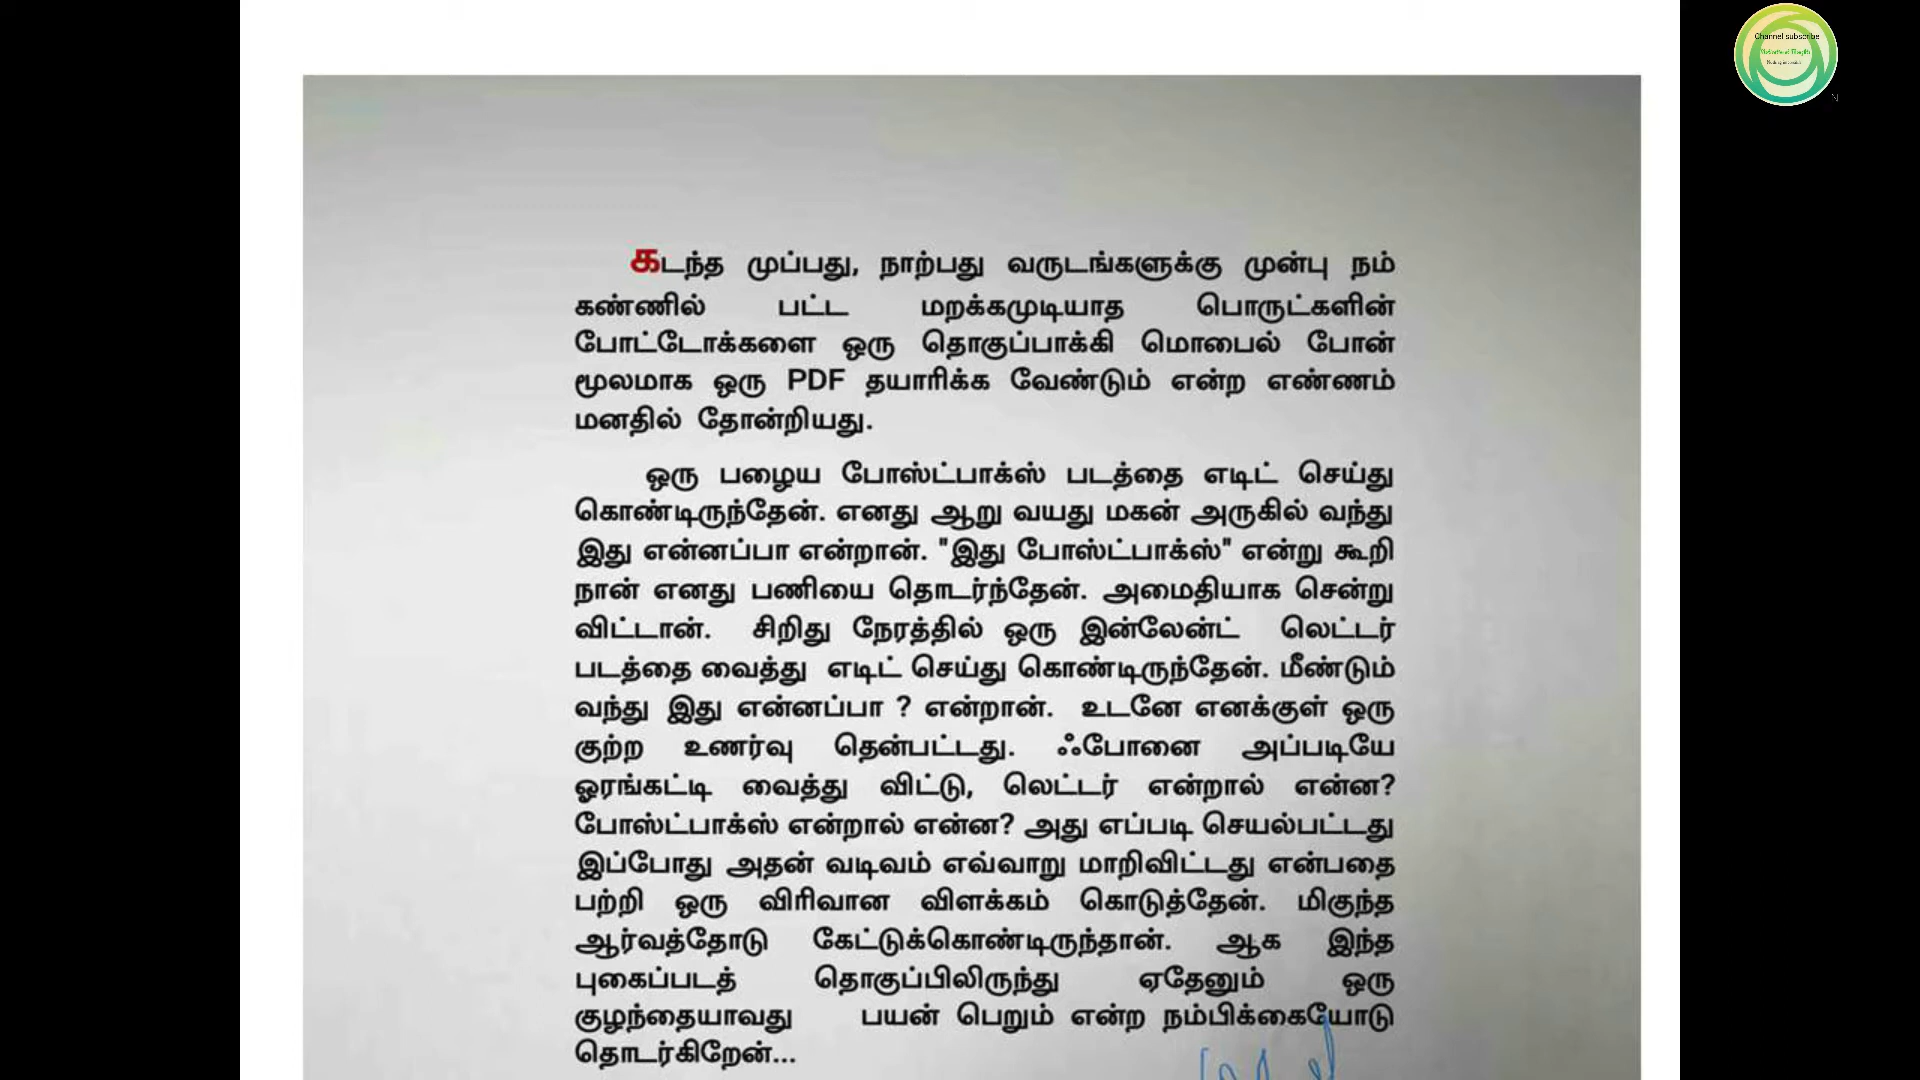 Channel subscribe
கடந்த முப்பது, நாற்பது வருடங்களுக்கு முன்பு நம்
கண்ணில் பட்ட மறக்கமுடியாத பொருட்களின்
போட்டோக்களை ஒரு தொகுப்பாக்கி மொபைல் போன்
மூலமாக ஒரு PDF தயாரிக்க வேண்டும் என்ற எண்ணம்
மனதில் தோன்றியது.
ஒரு பழைய போஸ்ட்பாக்ஸ் படத்தை எடிட் செய்து
கொண்டிருந்தேன். எனது ஆறு வயது மகன் அருகில் வந்து
இது என்னப்பா என்றான். "இது போஸ்ட்பாக்ஸ்" என்று கூறி
நான் எனது பணியை தொடர்ந்தேன். அமைதியாக சென்று
விட்டான். சிறிது நேரத்தில் ஒரு இன்லேன்ட் லெட்டர்
படத்தை வைத்து எடிட் செய்து கொண்டிருந்தேன். மீண்டும்
வந்து இது என்னப்பா ? என்றான். உடனே எனக்குள் ஒரு
குற்ற உணர்வு தென்பட்டது. ஃபோனை அப்படியே
ஓரங்கட்டி வைத்து விட்டு, லெட்டர் என்றால் என்ன?
போஸ்ட்பாக்ஸ் என்றால் என்ன? அது எப்படி செயல்பட்டது
இப்போது அதன் வடிவம் எவ்வாறு மாறிவிட்டது என்பதை
பற்றி ஒரு விரிவான விளக்கம் கொடுத்தேன். மிகுந்த
ஆர்வத்தோடு கேட்டுக்கொண்டிருந்தான். ஆக இந்த
புகைப்படத் தொகுப்பிலிருந்து ஏதேனும் ஒரு
குழந்தையாவது பயன் பெறும் என்ற நம்பிக்கையோடு
தொடர்கிறேன்...